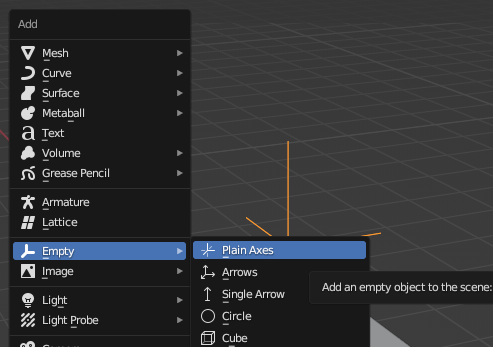 Add
Mesh
Curve
Surface
Metaball
Text
Volume
Grease Pencil
Armature
Lattice
Empty
Plain Axes
Image
Arrows
Add an empty object to the scene:
Single Arrow
Light
Circle
Light Probe
Cube